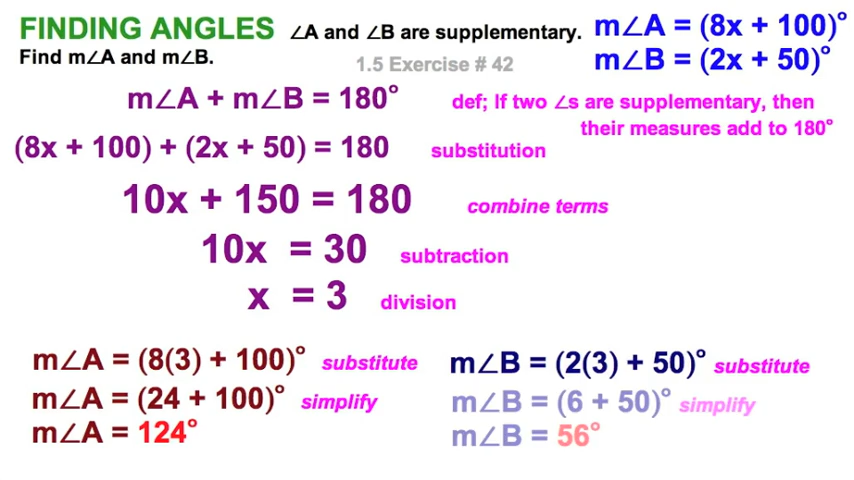 FINDING ANGLES ∠A and ∠B are supplementary. m∠A = (8x + 100)°
Find m∠A and m∠B. 1.5 Exercise # 42 m∠B = (2x + 50)°
m∠A + m∠B = 180° def; If two ∠s are supplementary, then
their measures add to 180°
(8x + 100) + (2x + 50) = 180 substitution
10x + 150 = 180 combine terms
10x = 30 subtraction
x = 3 division
m∠A = (8(3) + 100)° substitute
m∠A = (24 + 100)° simplify
m∠A = 124°
m∠B = (2(3) + 50)° substitute
m∠B = (6 + 50)° simplify
m∠B = 56°